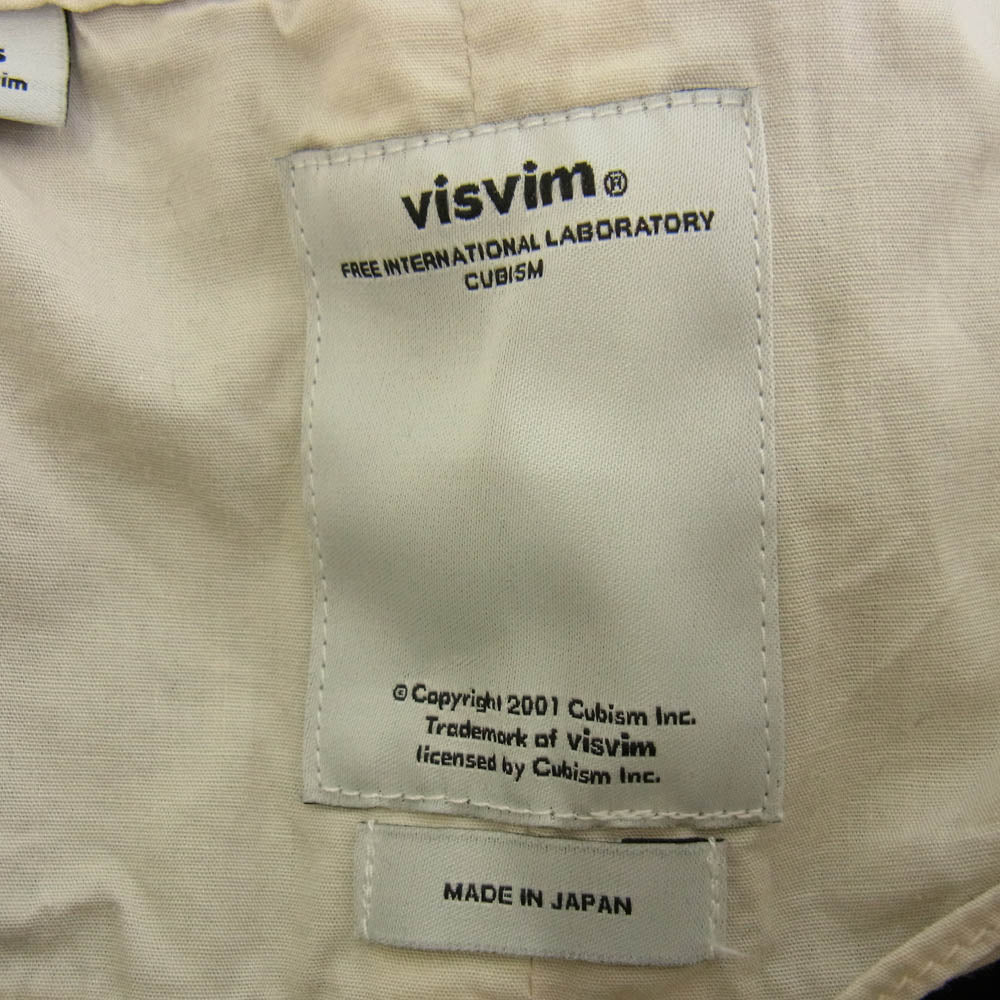 s
im
visvim®
FREE INTERNATIONAL LABORATORY
CUBISM
© Copyright 2001 Cubism Inc.
Trademark of visvim
licensed by Cubism Inc.
MADE IN JAPAN